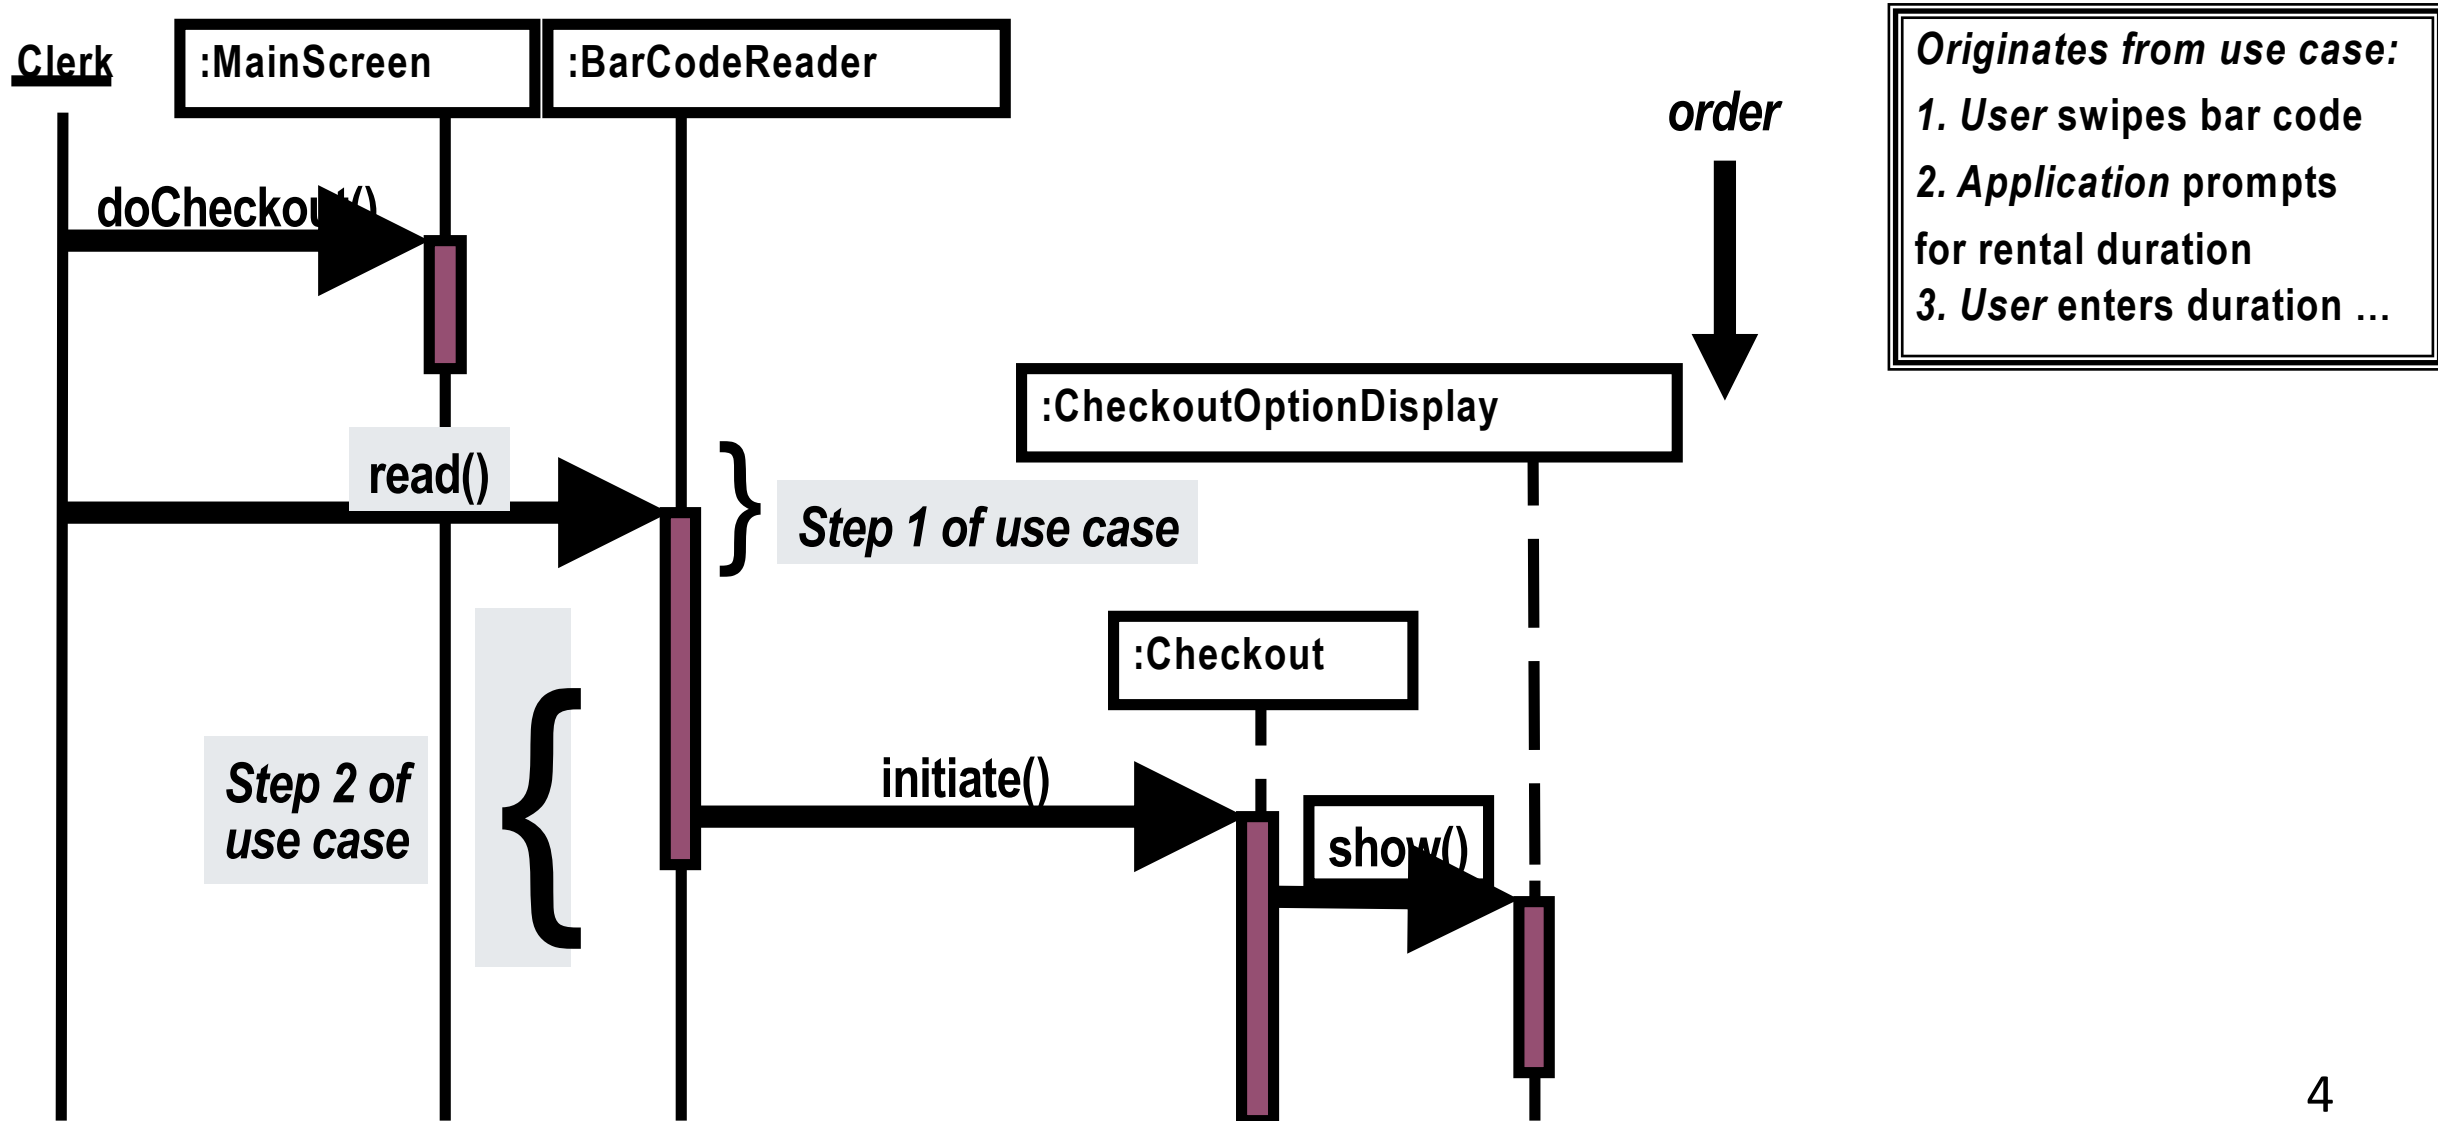 Clerk
:MainScreen
:BarCodeReader
order
Originates from use case:
1. User swipes bar code
2. Application prompts
for rental duration
3. User enters duration …
doCheckout()
:CheckoutOptionDisplay
read()
Step 1 of use case
:Checkout
Step 2 of
use case
initiate()
show()
4